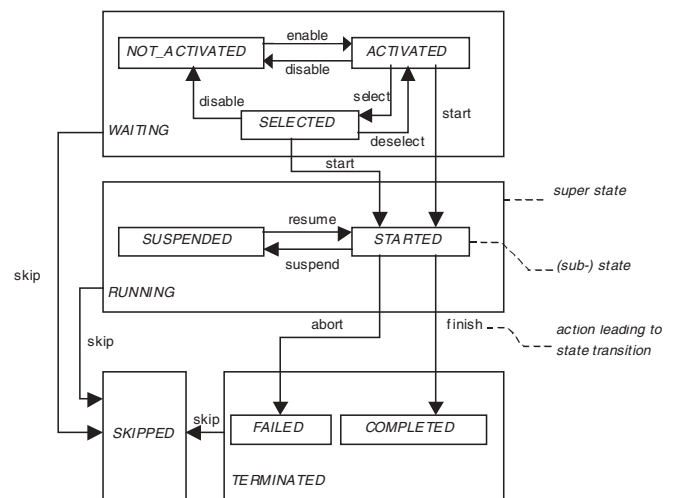 enable
NOT_ACTIVATED
ACTIVATED
disable
select
disable
start
SELECTED
WAITING
deselect
start
super state
resume
SUSPENDED
STARTED
suspend
(sub-) state
skip
RUNNING
abort
finish
action leading to
state transition
skip
skip
FAILED
COMPLETED
SKIPPED
TERMINATED